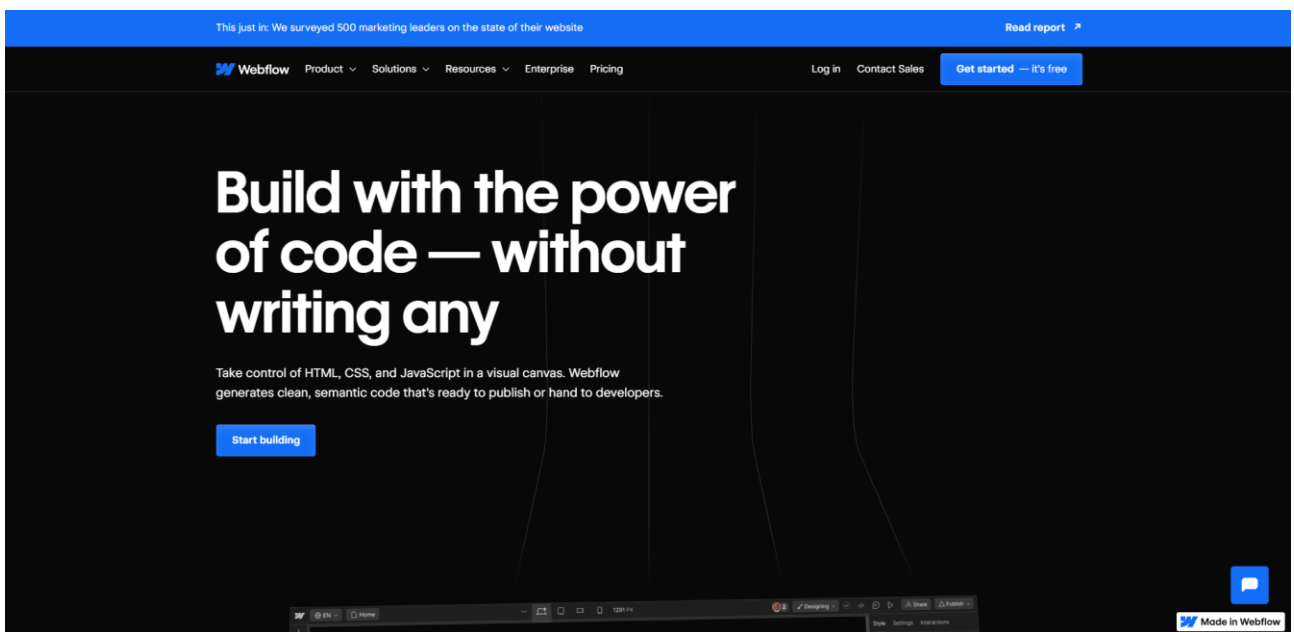 This just in: We surveyed 500 marketing leaders on the state of their website
Read report
Webflow Product Solutions Resources Enterprise Pricing Log in Contact Sales Get started — it's free
Build with the power
of code — without
writing any
Take control of HTML, CSS, and JavaScript in a visual canvas. Webflow
generates clean, semantic code that's ready to publish or hand to developers.
Start building
EN Home 1291 PX 2 Designing Share Publish
Style Settings Interactions
Made in Webflow